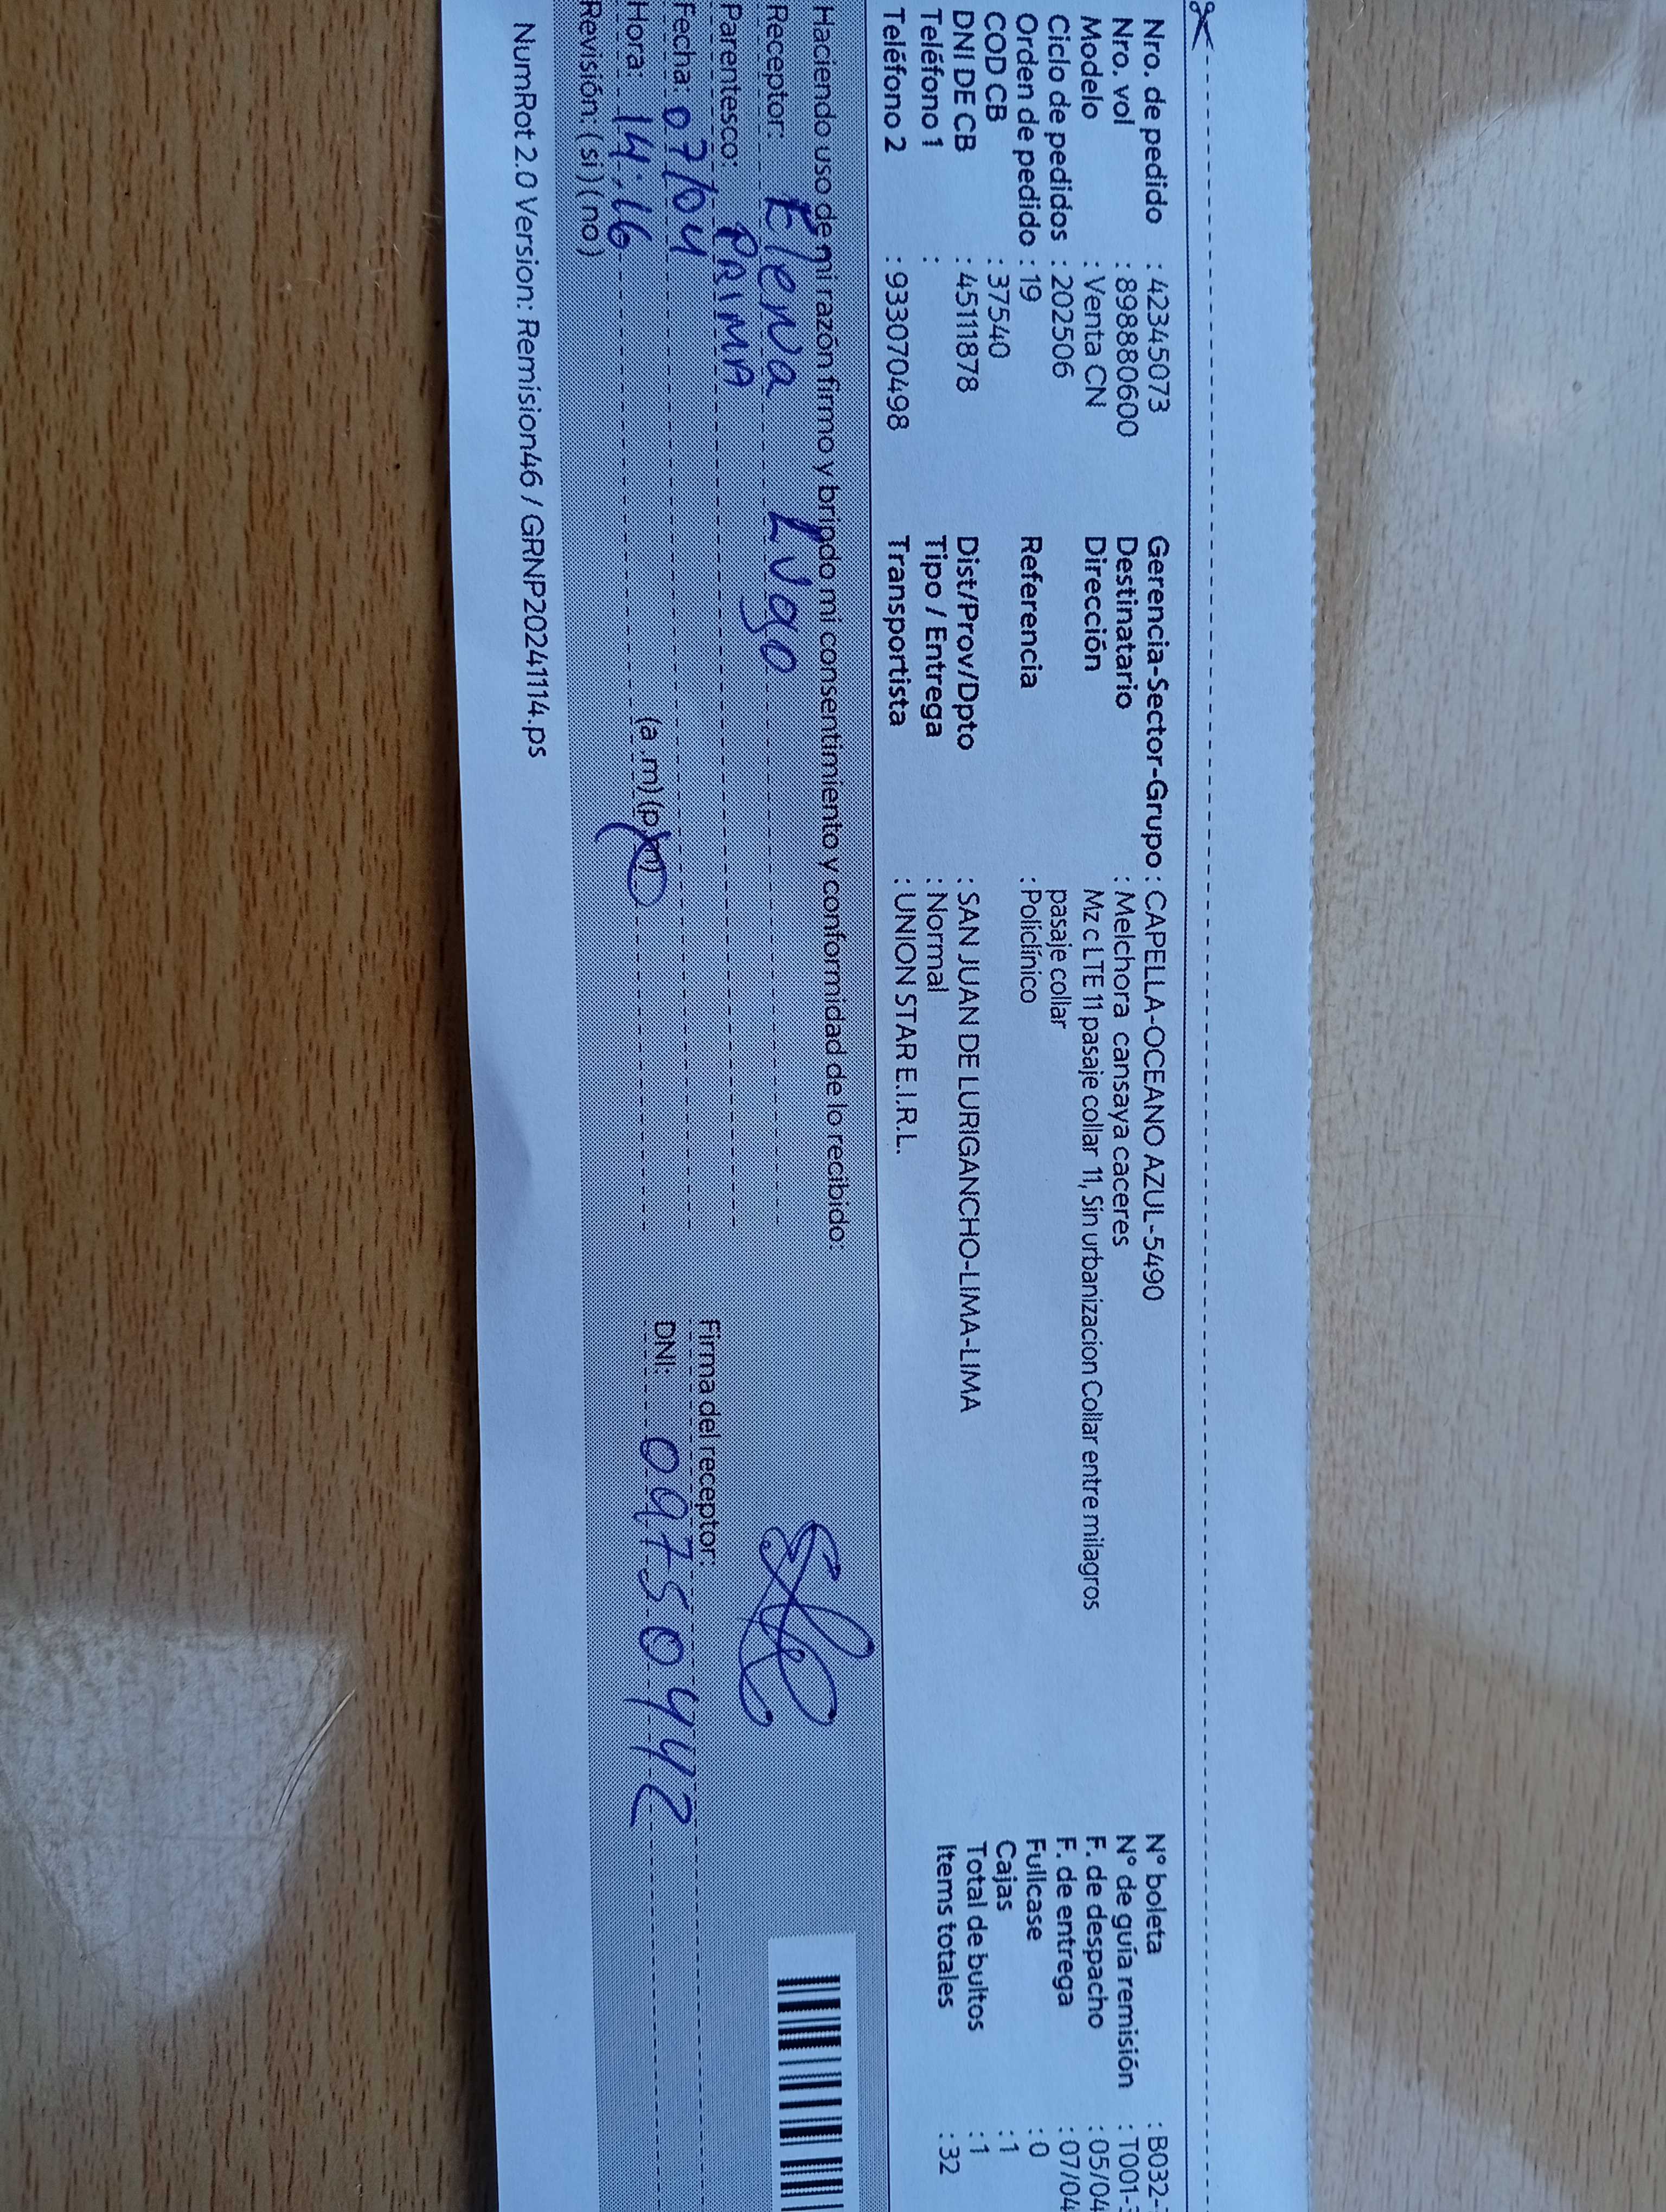 Nro. de pedido : 42345073 Gerencia-Sector-Grupo : CAPELLA-OCEANO AZUL-5490 N° boleta : B032-
Nro. vol : 898880600 Destinatario : Melchora cansaya caceres N° de guía remisión : T001-
Modelo : Venta CN Dirección Mz c LTE 11 pasaje collar 11, Sin urbanizacion Collar entre milagros F. de despacho : 05/04
Ciclo de pedidos : 202506 pasaje collar F. de entrega : 07/04
Orden de pedido : 19 Referencia : Policlínico Fullcase : 0
COD CB : 37540 Cajas : 1
DNI DE CB : 45111878 Dist/Prov/Dpto : SAN JUAN DE LURIGANCHO-LIMA-LIMA Total de bultos : 1
Teléfono 1 : Tipo / Entrega : Normal Items totales : 32
Teléfono 2 : 933070498 Transportista : UNION STAR E.I.R.L.
Haciendo uso de mi razón firmo y brindo mi consentimiento y conformidad de lo recibido:
Receptor: Elena Lugo
Parentesco: PRIMA
Firma del receptor:
Fecha: 07/04
DNI: 09750442
Hora: 14:16 (a .m) (p.m)
Revisión: ( si ) ( no )
NumRot 2.0 Version: Remision46 / GRNP20241114.ps